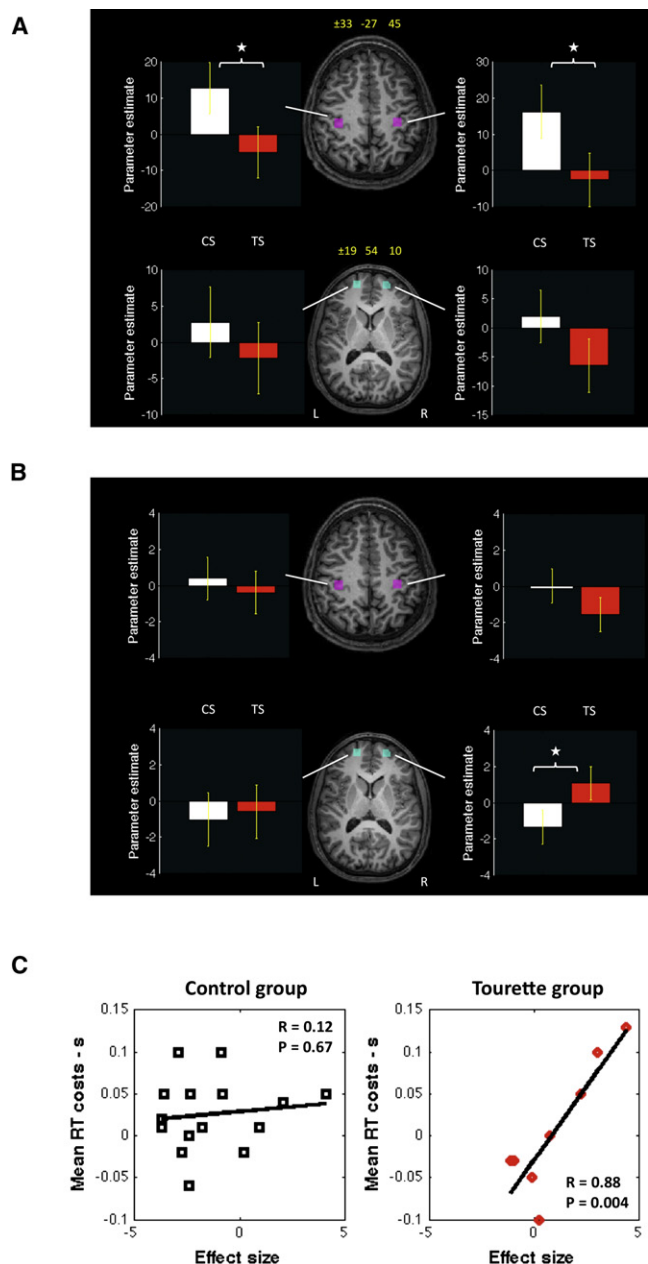 A
±33 -27 45
20
10
0
-10
-20
Parameter estimate
CS TS
30
20
10
0
-10
Parameter estimate
CS TS
±19 54 10
10
5
0
-5
-10
Parameter estimate
10
5
0
-5
-10
-15
Parameter estimate
L R
B
4
2
0
-2
-4
Parameter estimate
CS TS
4
2
0
-2
-4
Parameter estimate
CS TS
4
2
0
-2
-4
Parameter estimate
4
2
0
-2
-4
Parameter estimate
L R
C
Control group
R = 0.12
P = 0.67
0.15
0.1
0.05
0
-0.05
-0.1
Mean RT costs - s
-5 0 5
Effect size
Tourette group
R = 0.88
P = 0.004
0.15
0.1
0.05
0
-0.05
-0.1
Mean RT costs - s
-5 0 5
Effect size